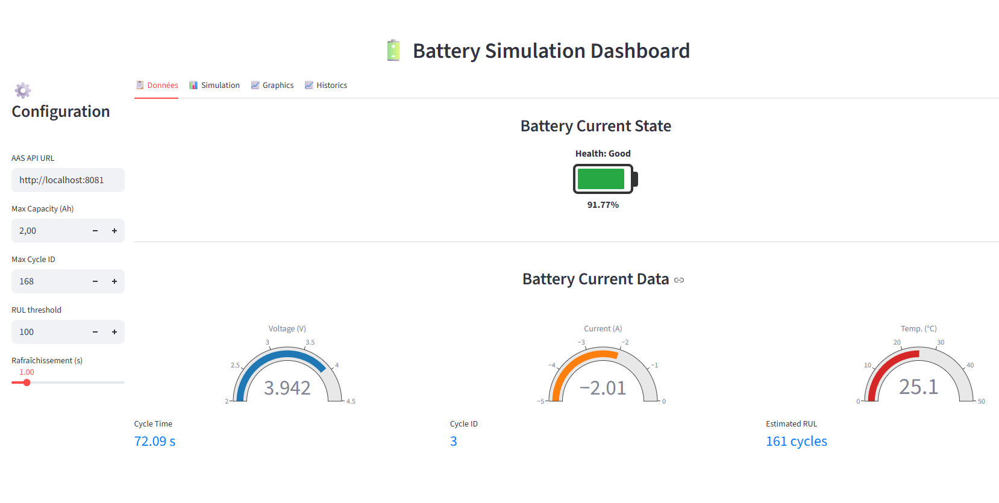 Battery Simulation Dashboard
Configuration
AAS API URL
http://localhost:8081
Max Capacity (Ah)
2,00 − +
Max Cycle ID
168 − +
RUL threshold
100 − +
Rafraîchissement (s)
1.00
Données Simulation Graphics Historics
Battery Current State
Health: Good
91.77%
Battery Current Data
Voltage (V)
2 2.5 3 3.5 4 4.5
3.942
Current (A)
−5 −4 −3 −2 −1 0
−2.01
Temp. (°C)
0 10 20 30 40 50
25.1
Cycle Time
72.09 s
Cycle ID
3
Estimated RUL
161 cycles